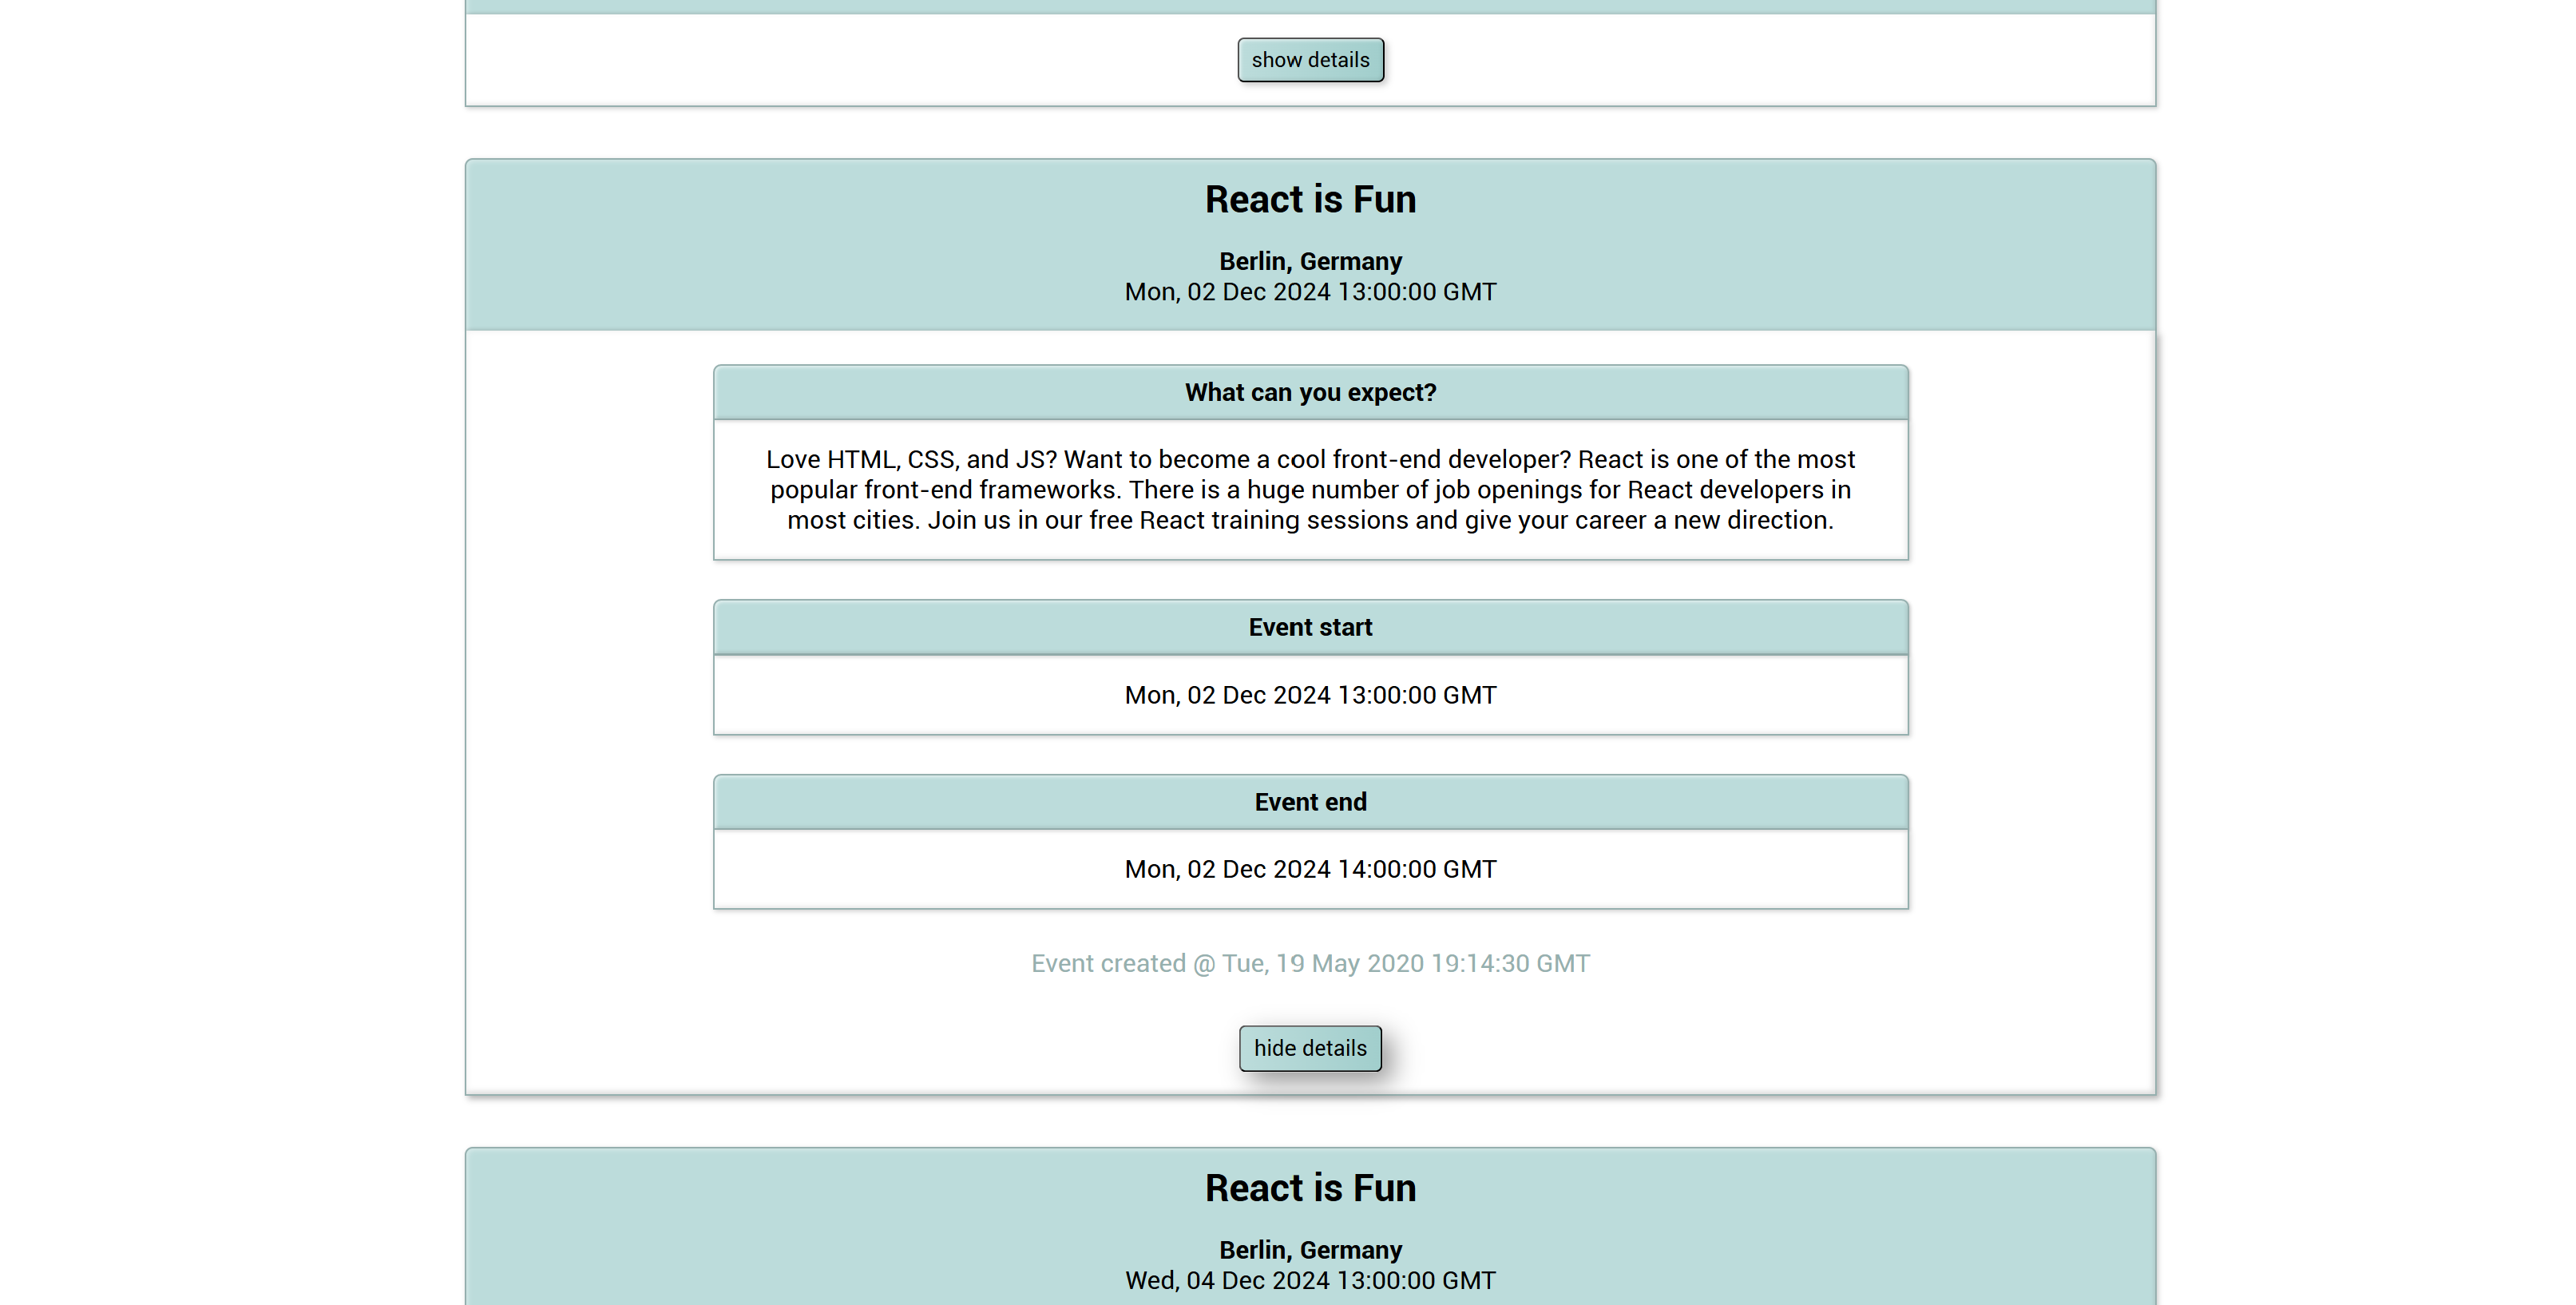 show details
React is Fun
Berlin, Germany
Mon, 02 Dec 2024 13:00:00 GMT
What can you expect?
Love HTML, CSS, and JS? Want to become a cool front-end developer? React is one of the most
popular front-end frameworks. There is a huge number of job openings for React developers in
most cities. Join us in our free React training sessions and give your career a new direction.
Event start
Mon, 02 Dec 2024 13:00:00 GMT
Event end
Mon, 02 Dec 2024 14:00:00 GMT
Event created @ Tue, 19 May 2020 19:14:30 GMT
hide details
React is Fun
Berlin, Germany
Wed, 04 Dec 2024 13:00:00 GMT